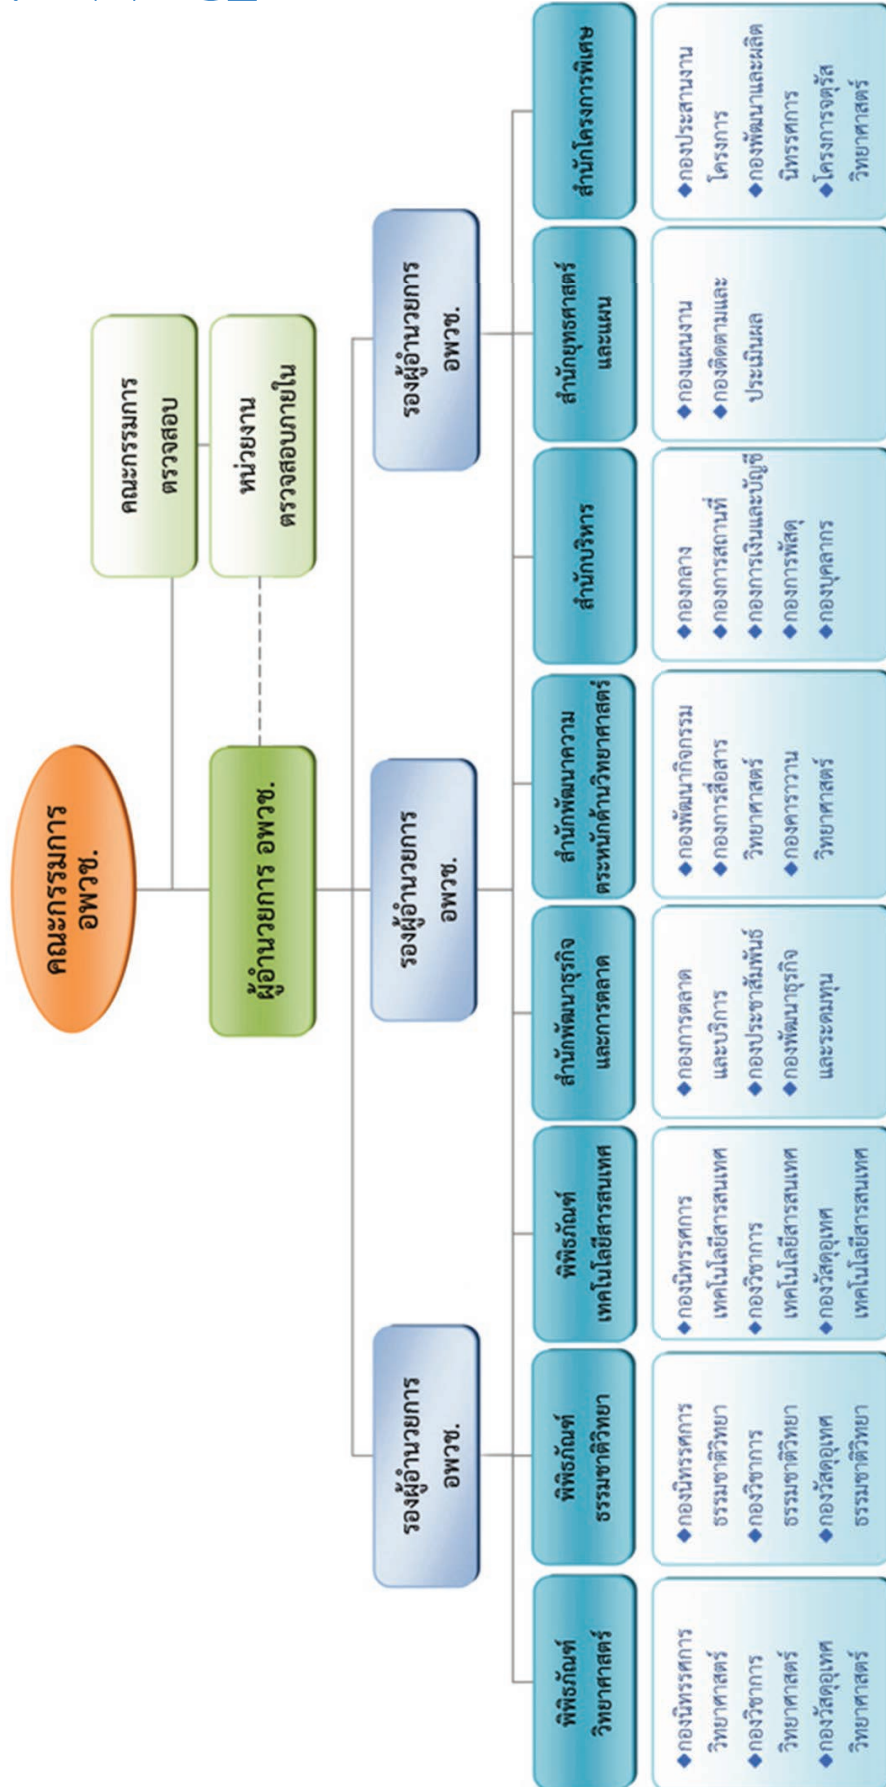 คณะกรรมการ
อพวช.
คณะกรรมการ
ตรวจสอบ
ผู้อำนวยการ อพวช.
หน่วยงาน
ตรวจสอบภายใน
รองผู้อำนวยการ
อพวช.
รองผู้อำนวยการ
อพวช.
รองผู้อำนวยการ
อพวช.
พิพิธภัณฑ์
วิทยาศาสตร์
พิพิธภัณฑ์
ธรรมชาติวิทยา
พิพิธภัณฑ์
เทคโนโลยีสารสนเทศ
สำนักพัฒนาธุรกิจ
และการตลาด
สำนักพัฒนาความ
ตระหนักด้านวิทยาศาสตร์
สำนักบริหาร
สำนักยุทธศาสตร์
และแผน
สำนักโครงการพิเศษ
◆กองนิทรรศการ
วิทยาศาสตร์
◆กองวิชาการ
วิทยาศาสตร์
◆กองวัสดุอุเทศ
วิทยาศาสตร์
◆กองนิทรรศการ
ธรรมชาติวิทยา
◆กองวิชาการ
ธรรมชาติวิทยา
◆กองวัสดุอุเทศ
ธรรมชาติวิทยา
◆กองนิทรรศการ
เทคโนโลยีสารสนเทศ
◆กองวิชาการ
เทคโนโลยีสารสนเทศ
◆กองวัสดุอุเทศ
เทคโนโลยีสารสนเทศ
◆กองการตลาด
และบริการ
◆กองประชาสัมพันธ์
◆กองพัฒนาธุรกิจ
และระดมทุน
◆กองพัฒนากิจกรรม
◆กองการสื่อสาร
วิทยาศาสตร์
◆กองคาราวาน
วิทยาศาสตร์
◆กองกลาง
◆กองการสถานที่
◆กองการเงินและบัญชี
◆กองการพัสดุ
◆กองบุคลากร
◆กองแผนงาน
◆กองติดตามและ
ประเมินผล
◆กองประสานงาน
โครงการ
◆กองพัฒนาและผลิต
นิทรรศการ
◆โครงการจตุรัส
วิทยาศาสตร์